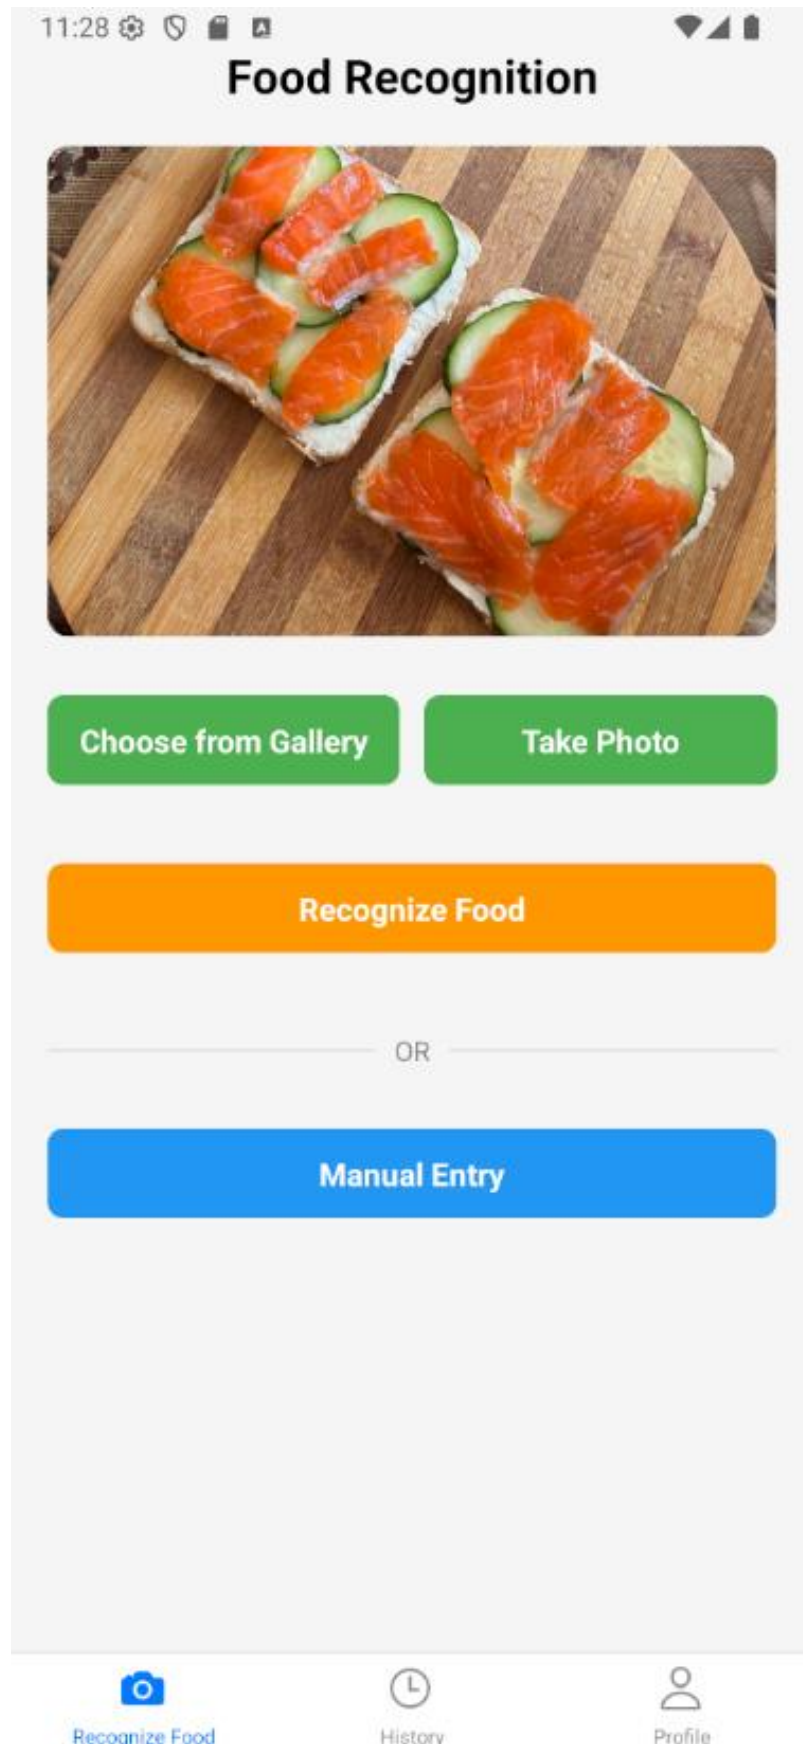 11:28
Food Recognition
Choose from Gallery
Take Photo
Recognize Food
OR
Manual Entry
Recognize Food
History
Profile